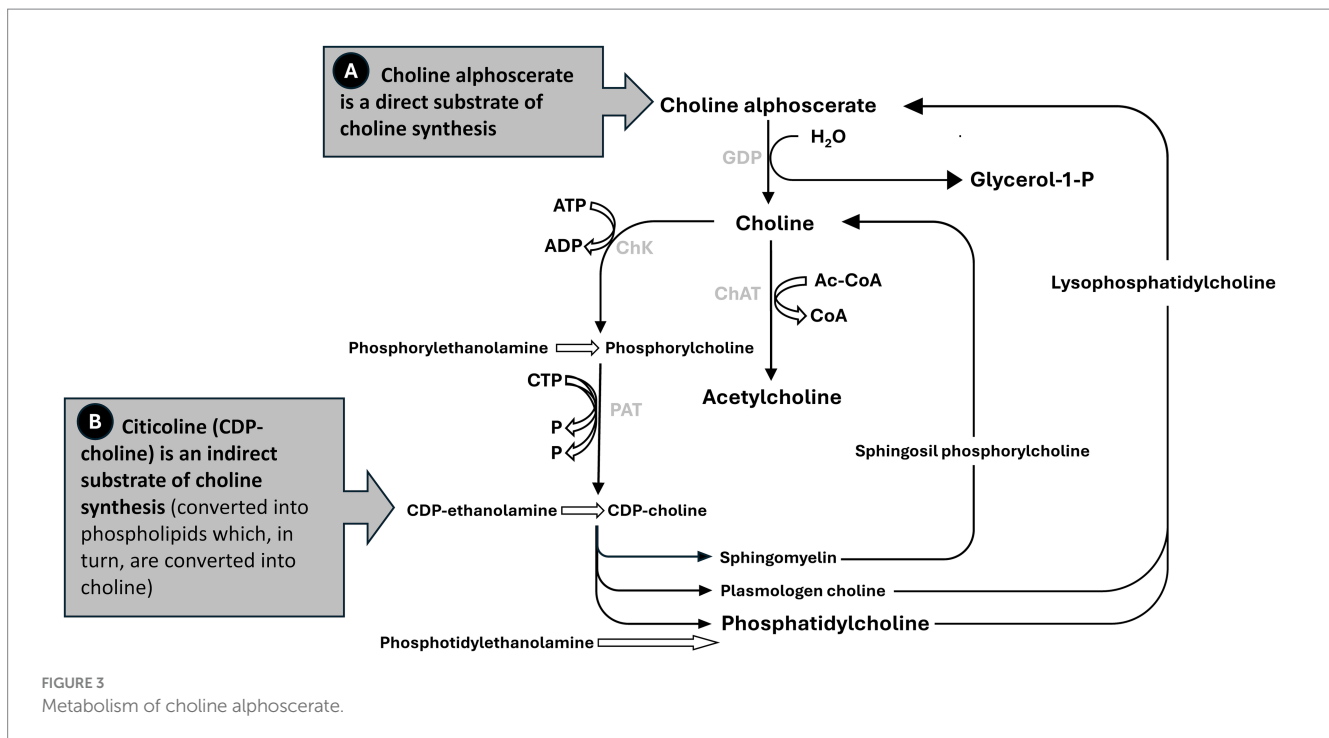 A Choline alphoscerate
is a direct substrate of
choline synthesis
Choline alphoscerate
H₂O
GDP
Glycerol-1-P
ATP
Choline
ADP
ChK
ChAT
Ac-CoA
CoA
Lysophosphatidylcholine
Phosphorylethanolamine
Phosphorylcholine
CTP
PAT
P
P
Acetylcholine
B Citicoline (CDP-
choline) is an indirect
substrate of choline
synthesis (converted into
phospholipids which, in
turn, are converted into
choline)
Sphingosil phosphorylcholine
CDP-ethanolamine
CDP-choline
Sphingomyelin
Plasmologen choline
Phosphatidylcholine
Phosphotidylethanolamine
FIGURE 3
Metabolism of choline alphoscerate.